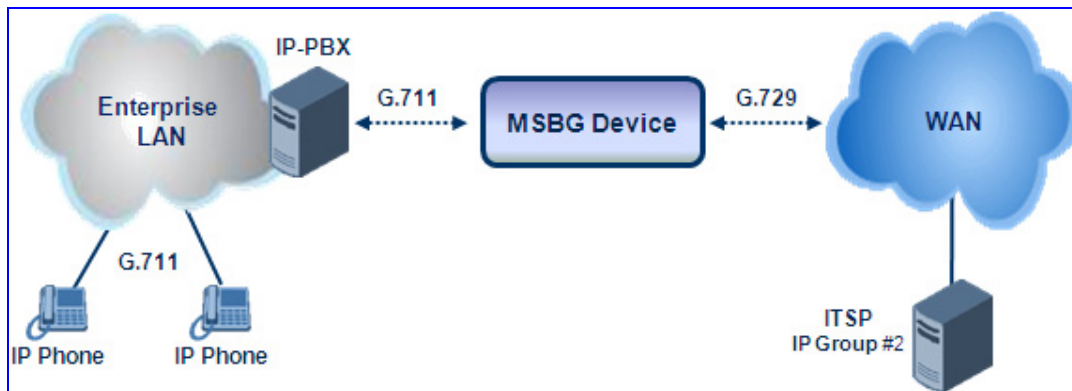 IP-PBX
Enterprise
LAN
G.711
MSBG Device
G.729
WAN
G.711
IP Phone
IP Phone
ITSP
IP Group #2